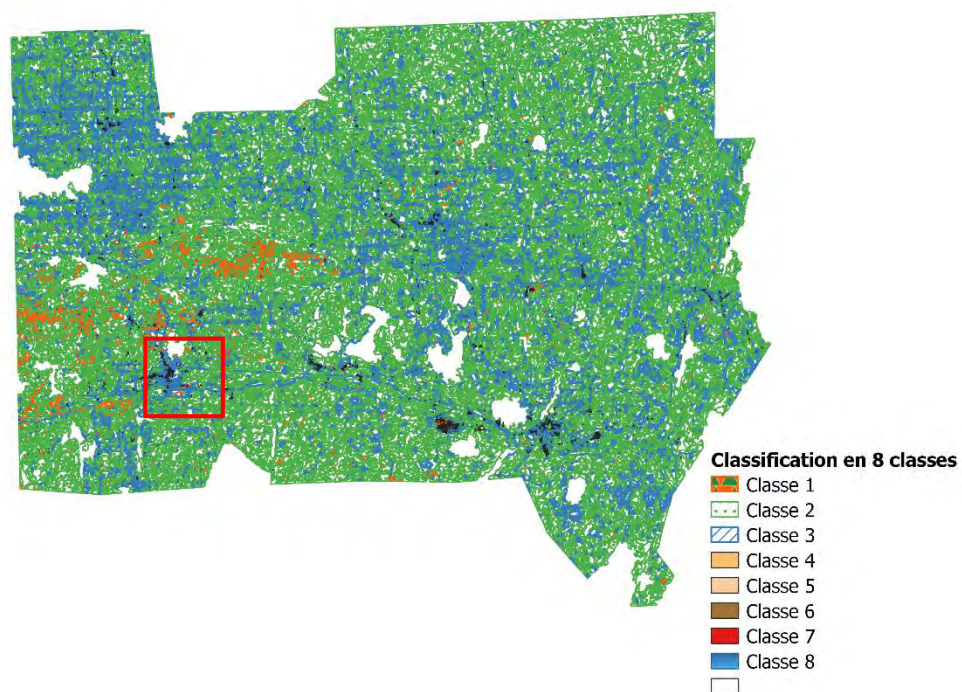 Classification en 8 classes
Classe 1
Classe 2
Classe 3
Classe 4
Classe 5
Classe 6
Classe 7
Classe 8